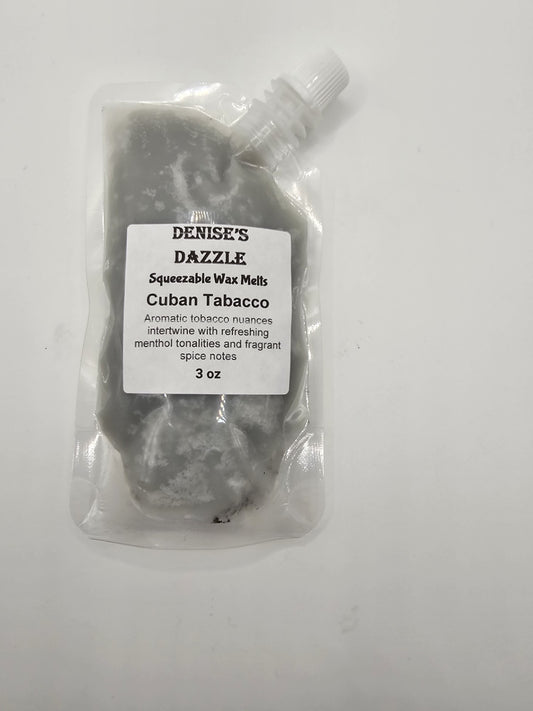 DENISE'S
DAZZLE
Squeezable Wax Melts
Cuban Tabacco
Aromatic tobacco nuances
intertwine with refreshing
menthol tonalities and fragrant
spice notes
3 oz